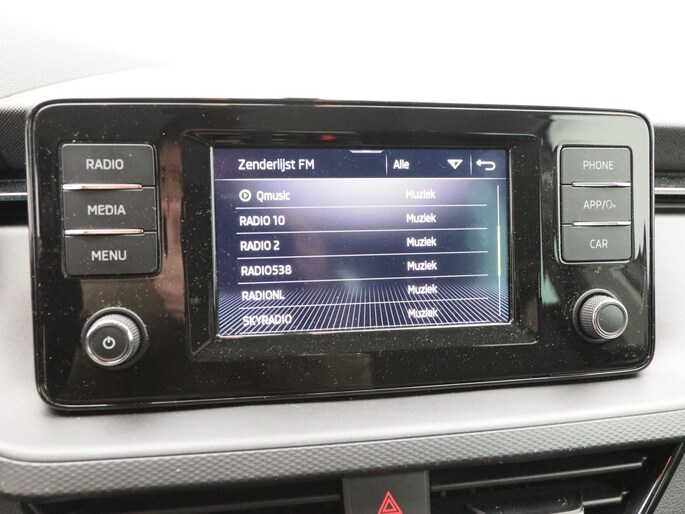 RADIO
MEDIA
MENU
Zenderlijst FM Alle
Qmusic Muziek
RADIO 10 Muziek
RADIO 2 Muziek
RADIO538 Muziek
RADIONL Muziek
SKYRADIO Muziek
PHONE
APP/
CAR